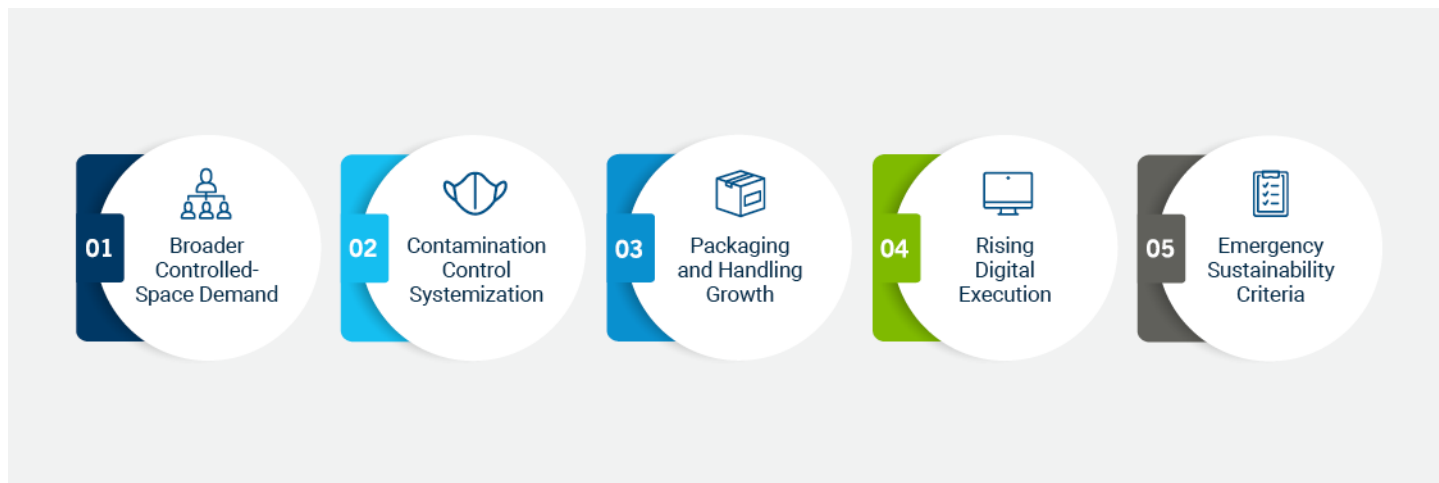 01
Broader
Controlled-
Space Demand
02
Contamination
Control
Systemization
03
Packaging
and Handling
Growth
04
Rising
Digital
Execution
05
Emergency
Sustainability
Criteria